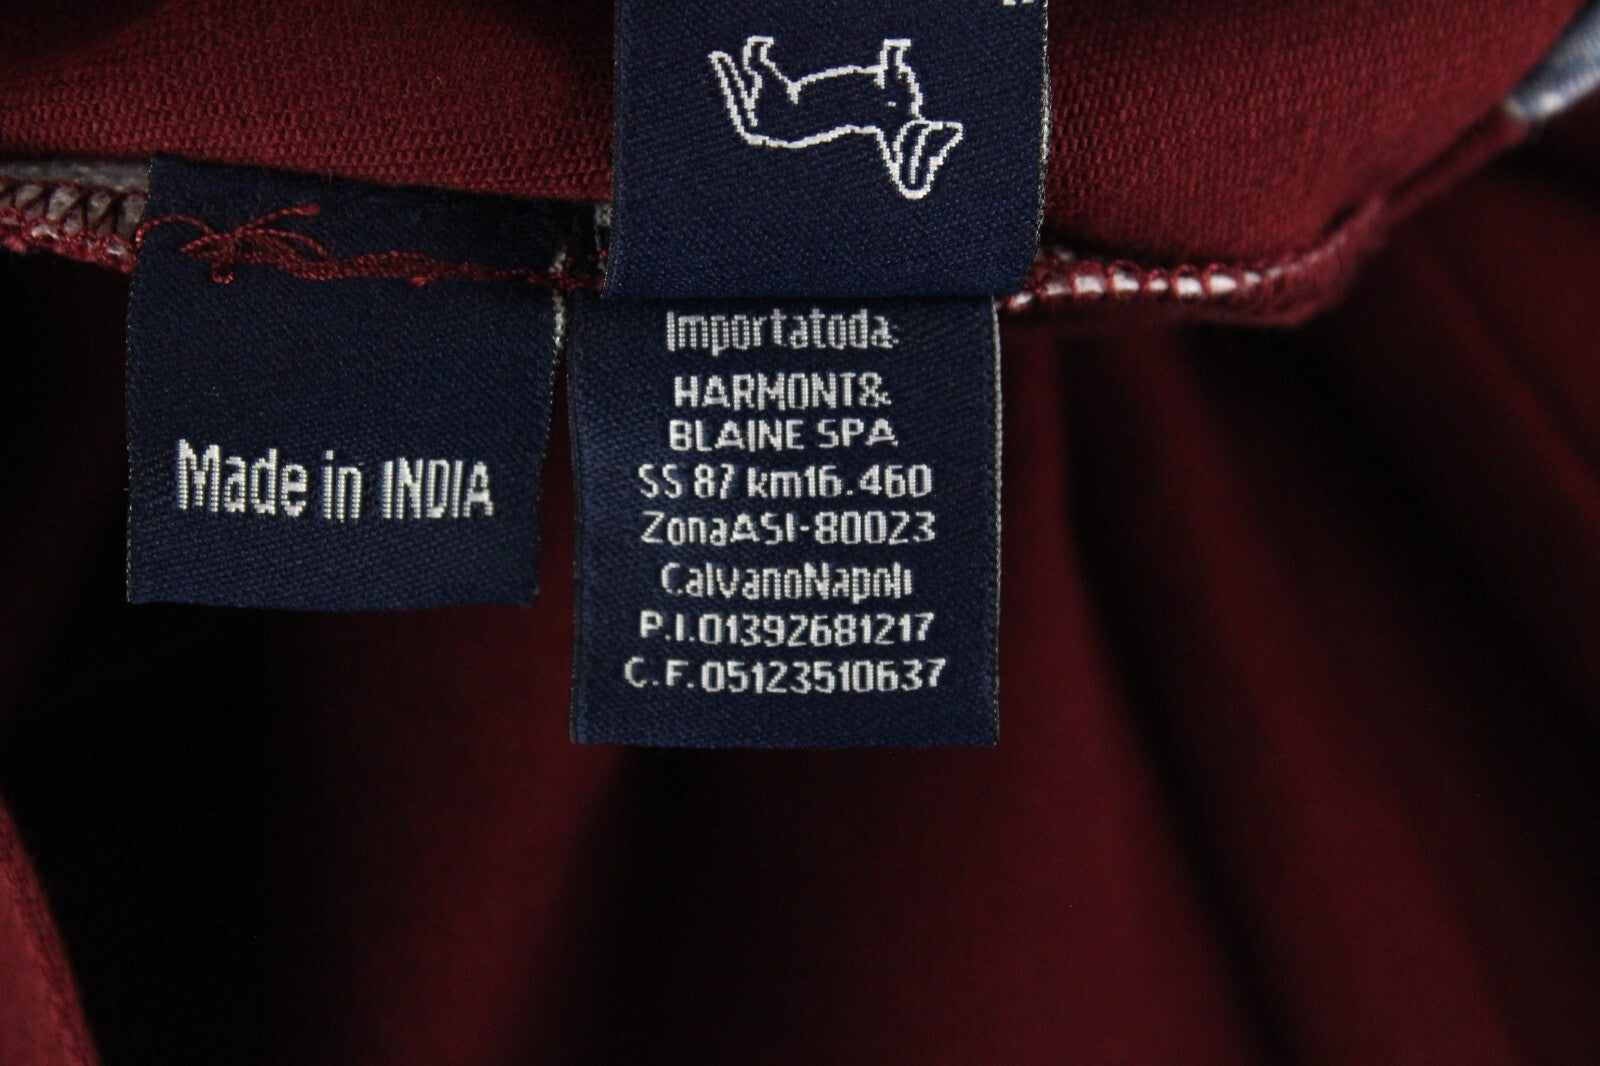 Made in INDIA
Importatoda
HARMONT&
BLAINE SPA
SS 87 km16.460
ZonaASI-80023
CalvanoNapoli
P.I.01392681217
C.F.05123510637